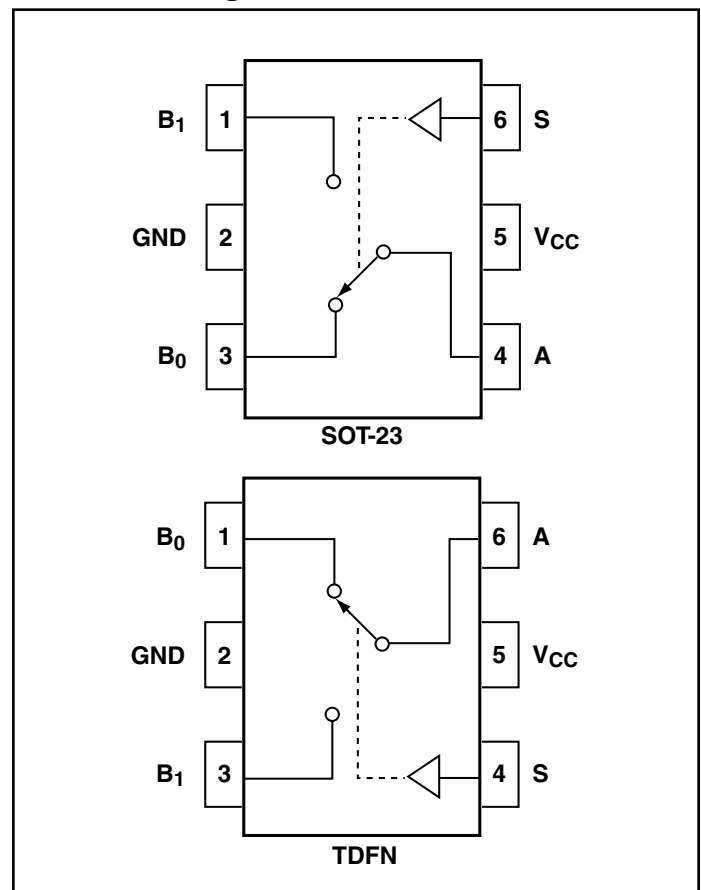 B1 1 6 S
GND 2 5 VCC
B0 3 4 A
SOT-23
B0 1 6 A
GND 2 5 VCC
B1 3 4 S
TDFN